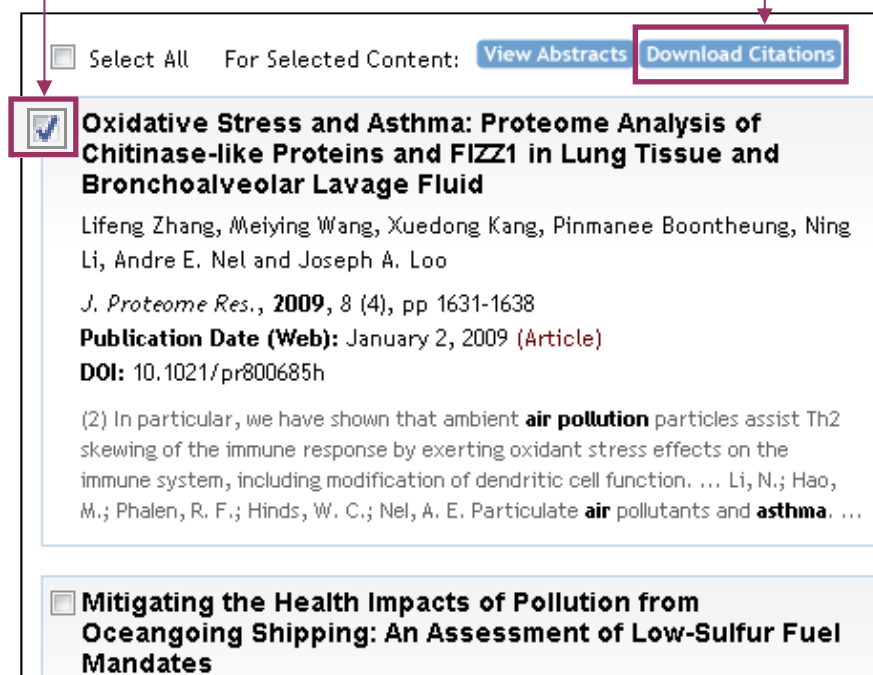 Select All For Selected Content: View Abstracts Download Citations
Oxidative Stress and Asthma: Proteome Analysis of
Chitinase-like Proteins and FIZZ1 in Lung Tissue and
Bronchoalveolar Lavage Fluid
Lifeng Zhang, Meiying Wang, Xuedong Kang, Pinmanee Boontheung, Ning
Li, Andre E. Nel and Joseph A. Loo
J. Proteome Res., 2009, 8 (4), pp 1631-1638
Publication Date (Web): January 2, 2009 (Article)
DOI: 10.1021/pr800685h
(2) In particular, we have shown that ambient air pollution particles assist Th2
skewing of the immune response by exerting oxidant stress effects on the
immune system, including modification of dendritic cell function. ... Li, N.; Hao,
M.; Phalen, R. F.; Hinds, W. C.; Nel, A. E. Particulate air pollutants and asthma. ...
Mitigating the Health Impacts of Pollution from
Oceangoing Shipping: An Assessment of Low-Sulfur Fuel
Mandates